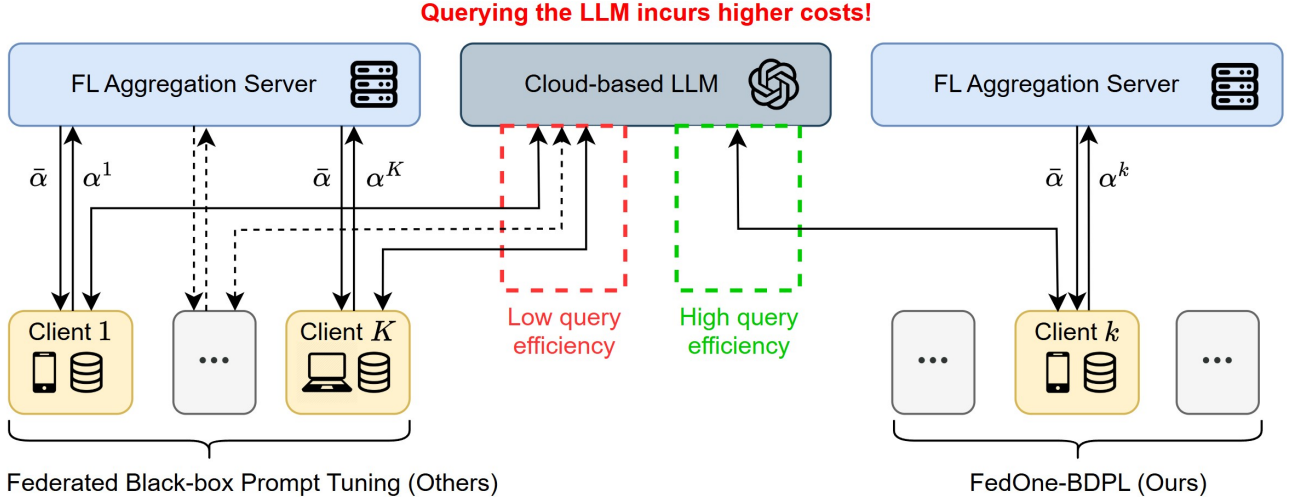 Querying the LLM incurs higher costs!
FL Aggregation Server
Cloud-based LLM
FL Aggregation Server
ᾱ
α¹
ᾱ
α^K
ᾱ
α^k
Client 1
...
Client K
Low query
efficiency
High query
efficiency
...
Client k
...
Federated Black-box Prompt Tuning (Others)
FedOne-BDPL (Ours)